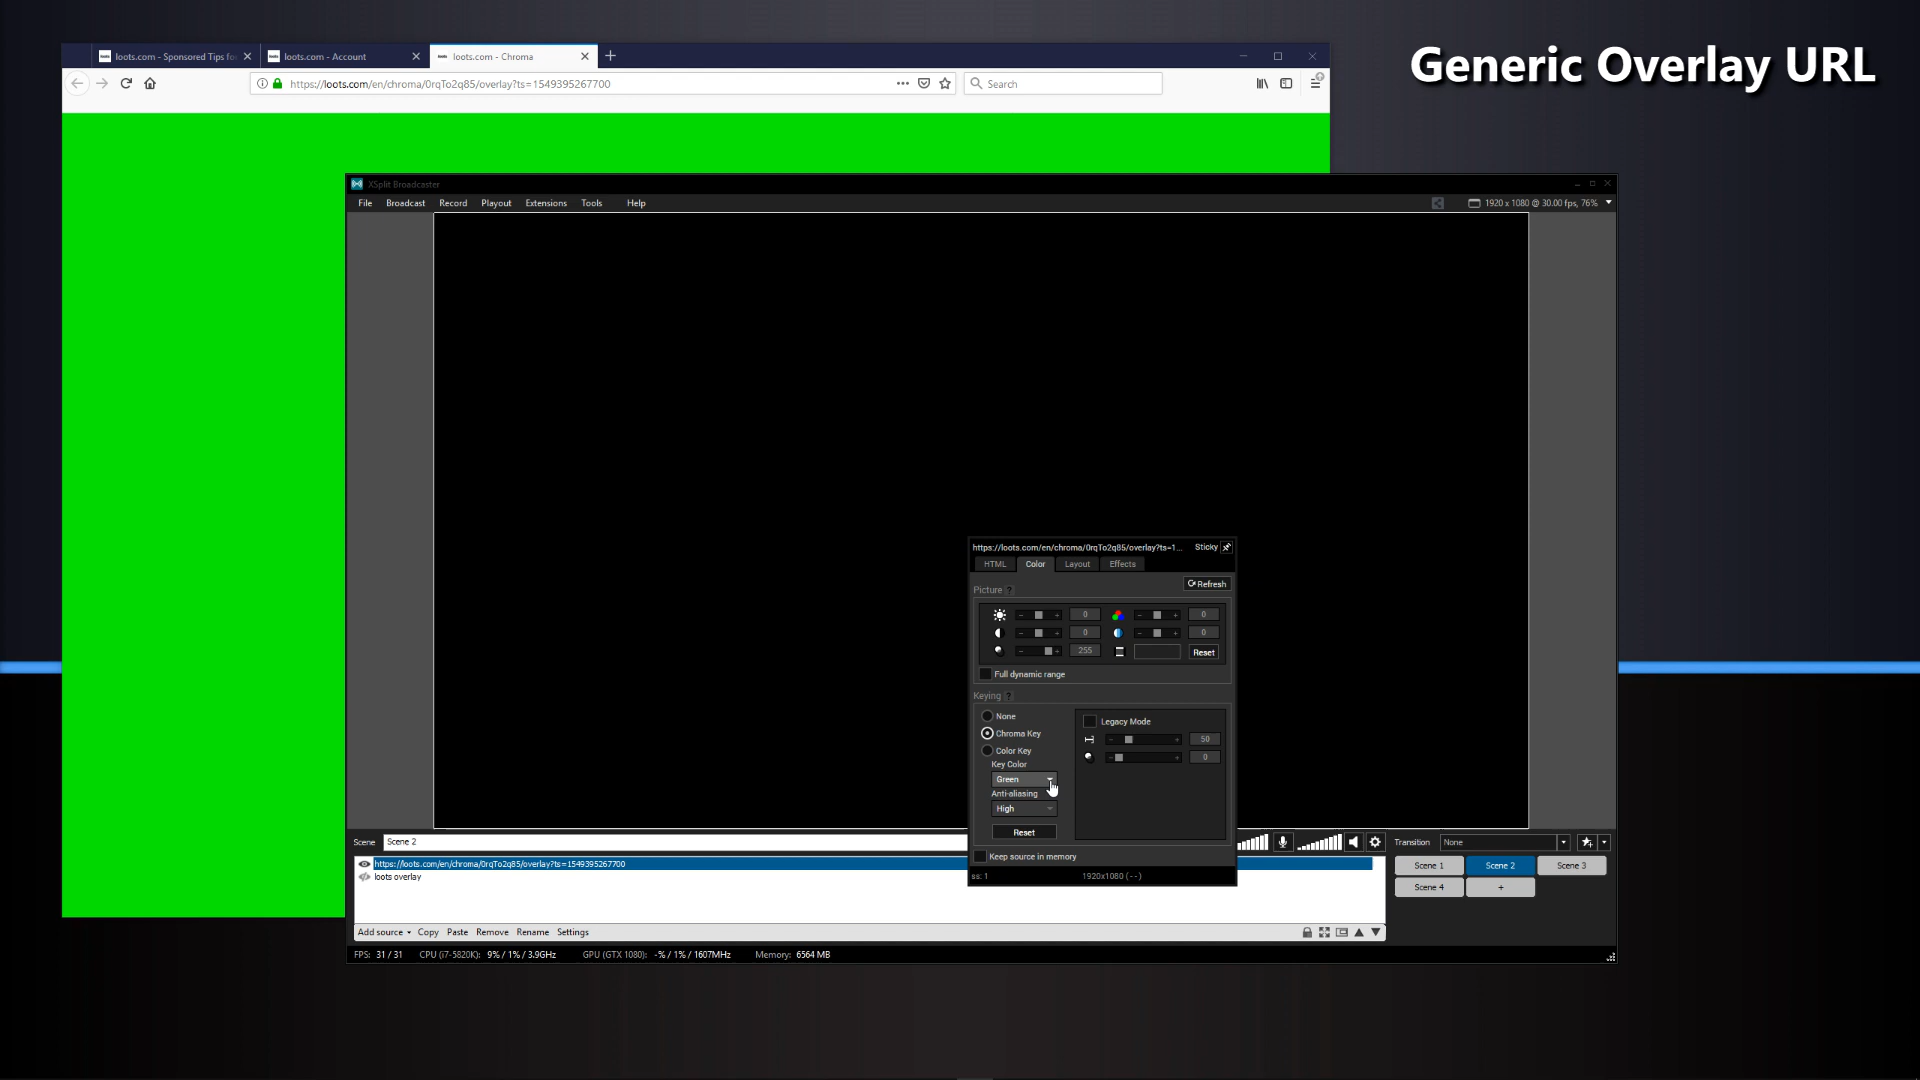 Generic Overlay URL
loots.com - Sponsored Tips fo
loots.com - Account
loots.com - Chroma
https://loots.com/en/chroma/0rqTo2q85/overlay?ts=1549395267700
Search
XSplit Broadcaster
File Broadcast Record Playout Extensions Tools Help
1920 x 1080 @ 30.00 fps, 76%
https://loots.com/en/chroma/0rqTo2q85/overlay?ts=1...
Sticky
HTML Color Layout Effects
Refresh
Picture ?
0 0
0 0
255 Reset
Full dynamic range
Keying ?
None
Chroma Key
Color Key
Key Color
Green
Anti-aliasing
High
Reset
Legacy Mode
50
0
Keep source in memory
ss: 1 1920x1080 (--)
Scene Scene 2
https://loots.com/en/chroma/0rqTo2q85/overlay?ts=1549395267700
loots overlay
Transition None
Scene 1 Scene 2 Scene 3
Scene 4 +
Add source Copy Paste Remove Rename Settings
FPS: 31 / 31 CPU (i7-5820K): 9% / 1% / 3.9GHz GPU (GTX 1080): -% / 1% / 1607MHz Memory: 6564 MB